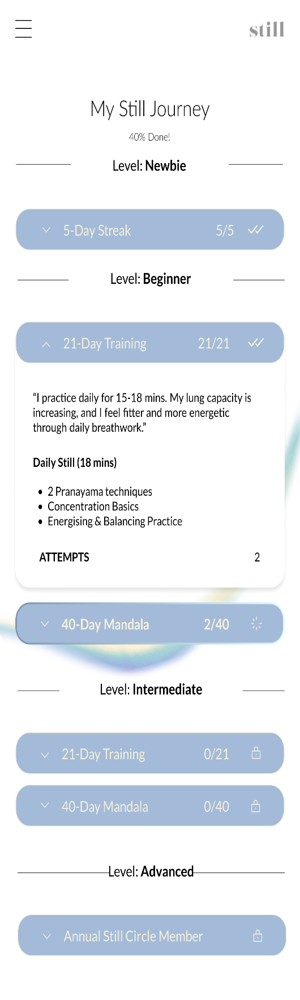 still
My Still Journey
40% Done!
Level: Newbie
5-Day Streak 5/5
Level: Beginner
21-Day Training 21/21
“I practice daily for 15-18 mins. My lung capacity is
increasing, and I feel fitter and more energetic
through daily breathwork.”
Daily Still (18 mins)
• 2 Pranayama techniques
• Concentration Basics
• Energising & Balancing Practice
ATTEMPTS 2
40-Day Mandala 2/40
Level: Intermediate
21-Day Training 0/21
40-Day Mandala 0/40
Level: Advanced
Annual Still Circle Member